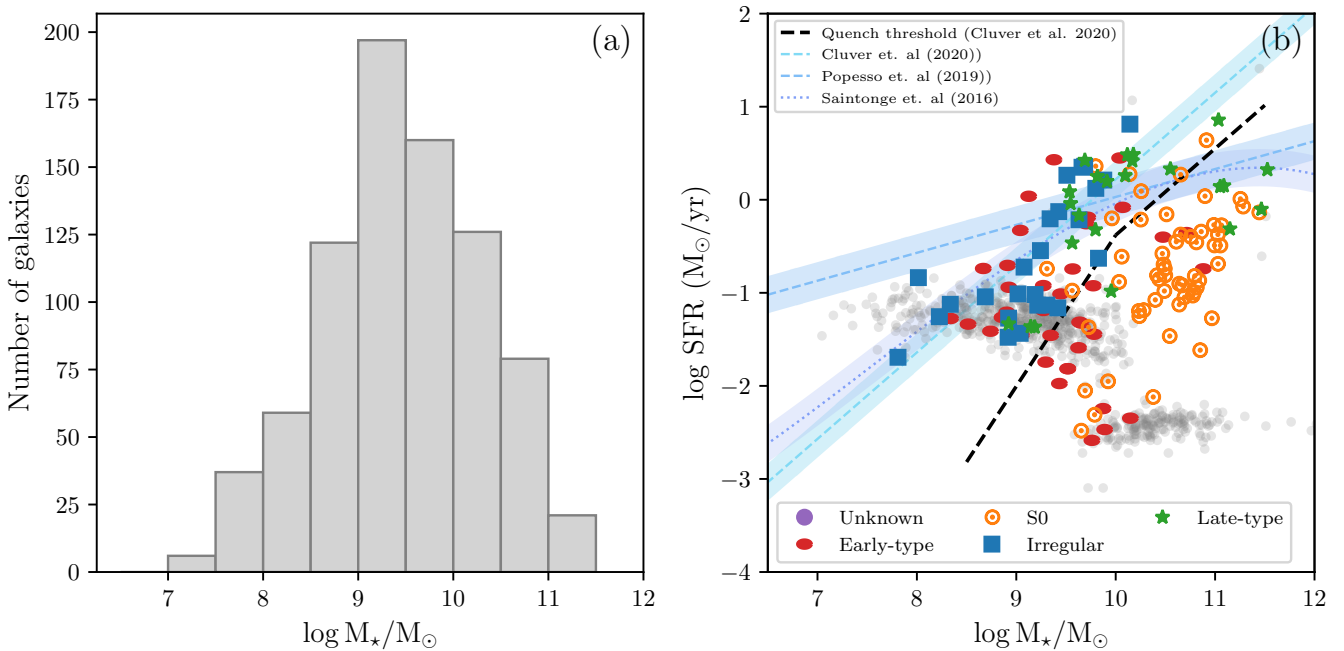 (a)
200
175
150
125
100
75
50
25
0
Number of galaxies
7 8 9 10 11 12
log M⋆/M⊙
(b)
Quench threshold (Cluver et al. 2020)
Cluver et. al (2020))
Popesso et. al (2019))
Saintonge et. al (2016)
2
1
0
−1
−2
−3
−4
log SFR (M⊙/yr)
Unknown S0 Late-type
Early-type Irregular
7 8 9 10 11 12
log M⋆/M⊙